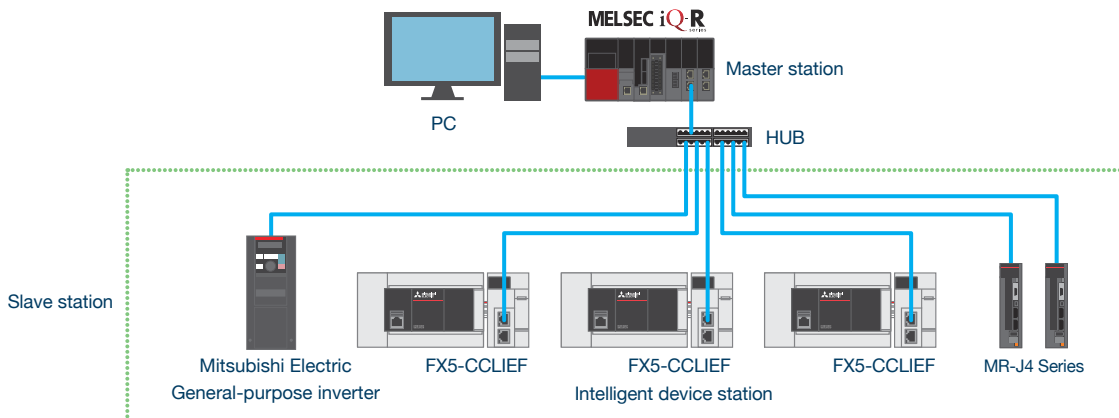 MELSEC iQ-R
series
Master station
PC
HUB
Slave station
Mitsubishi Electric
General-purpose inverter
FX5-CCLIEF
FX5-CCLIEF
Intelligent device station
FX5-CCLIEF
MR-J4 Series